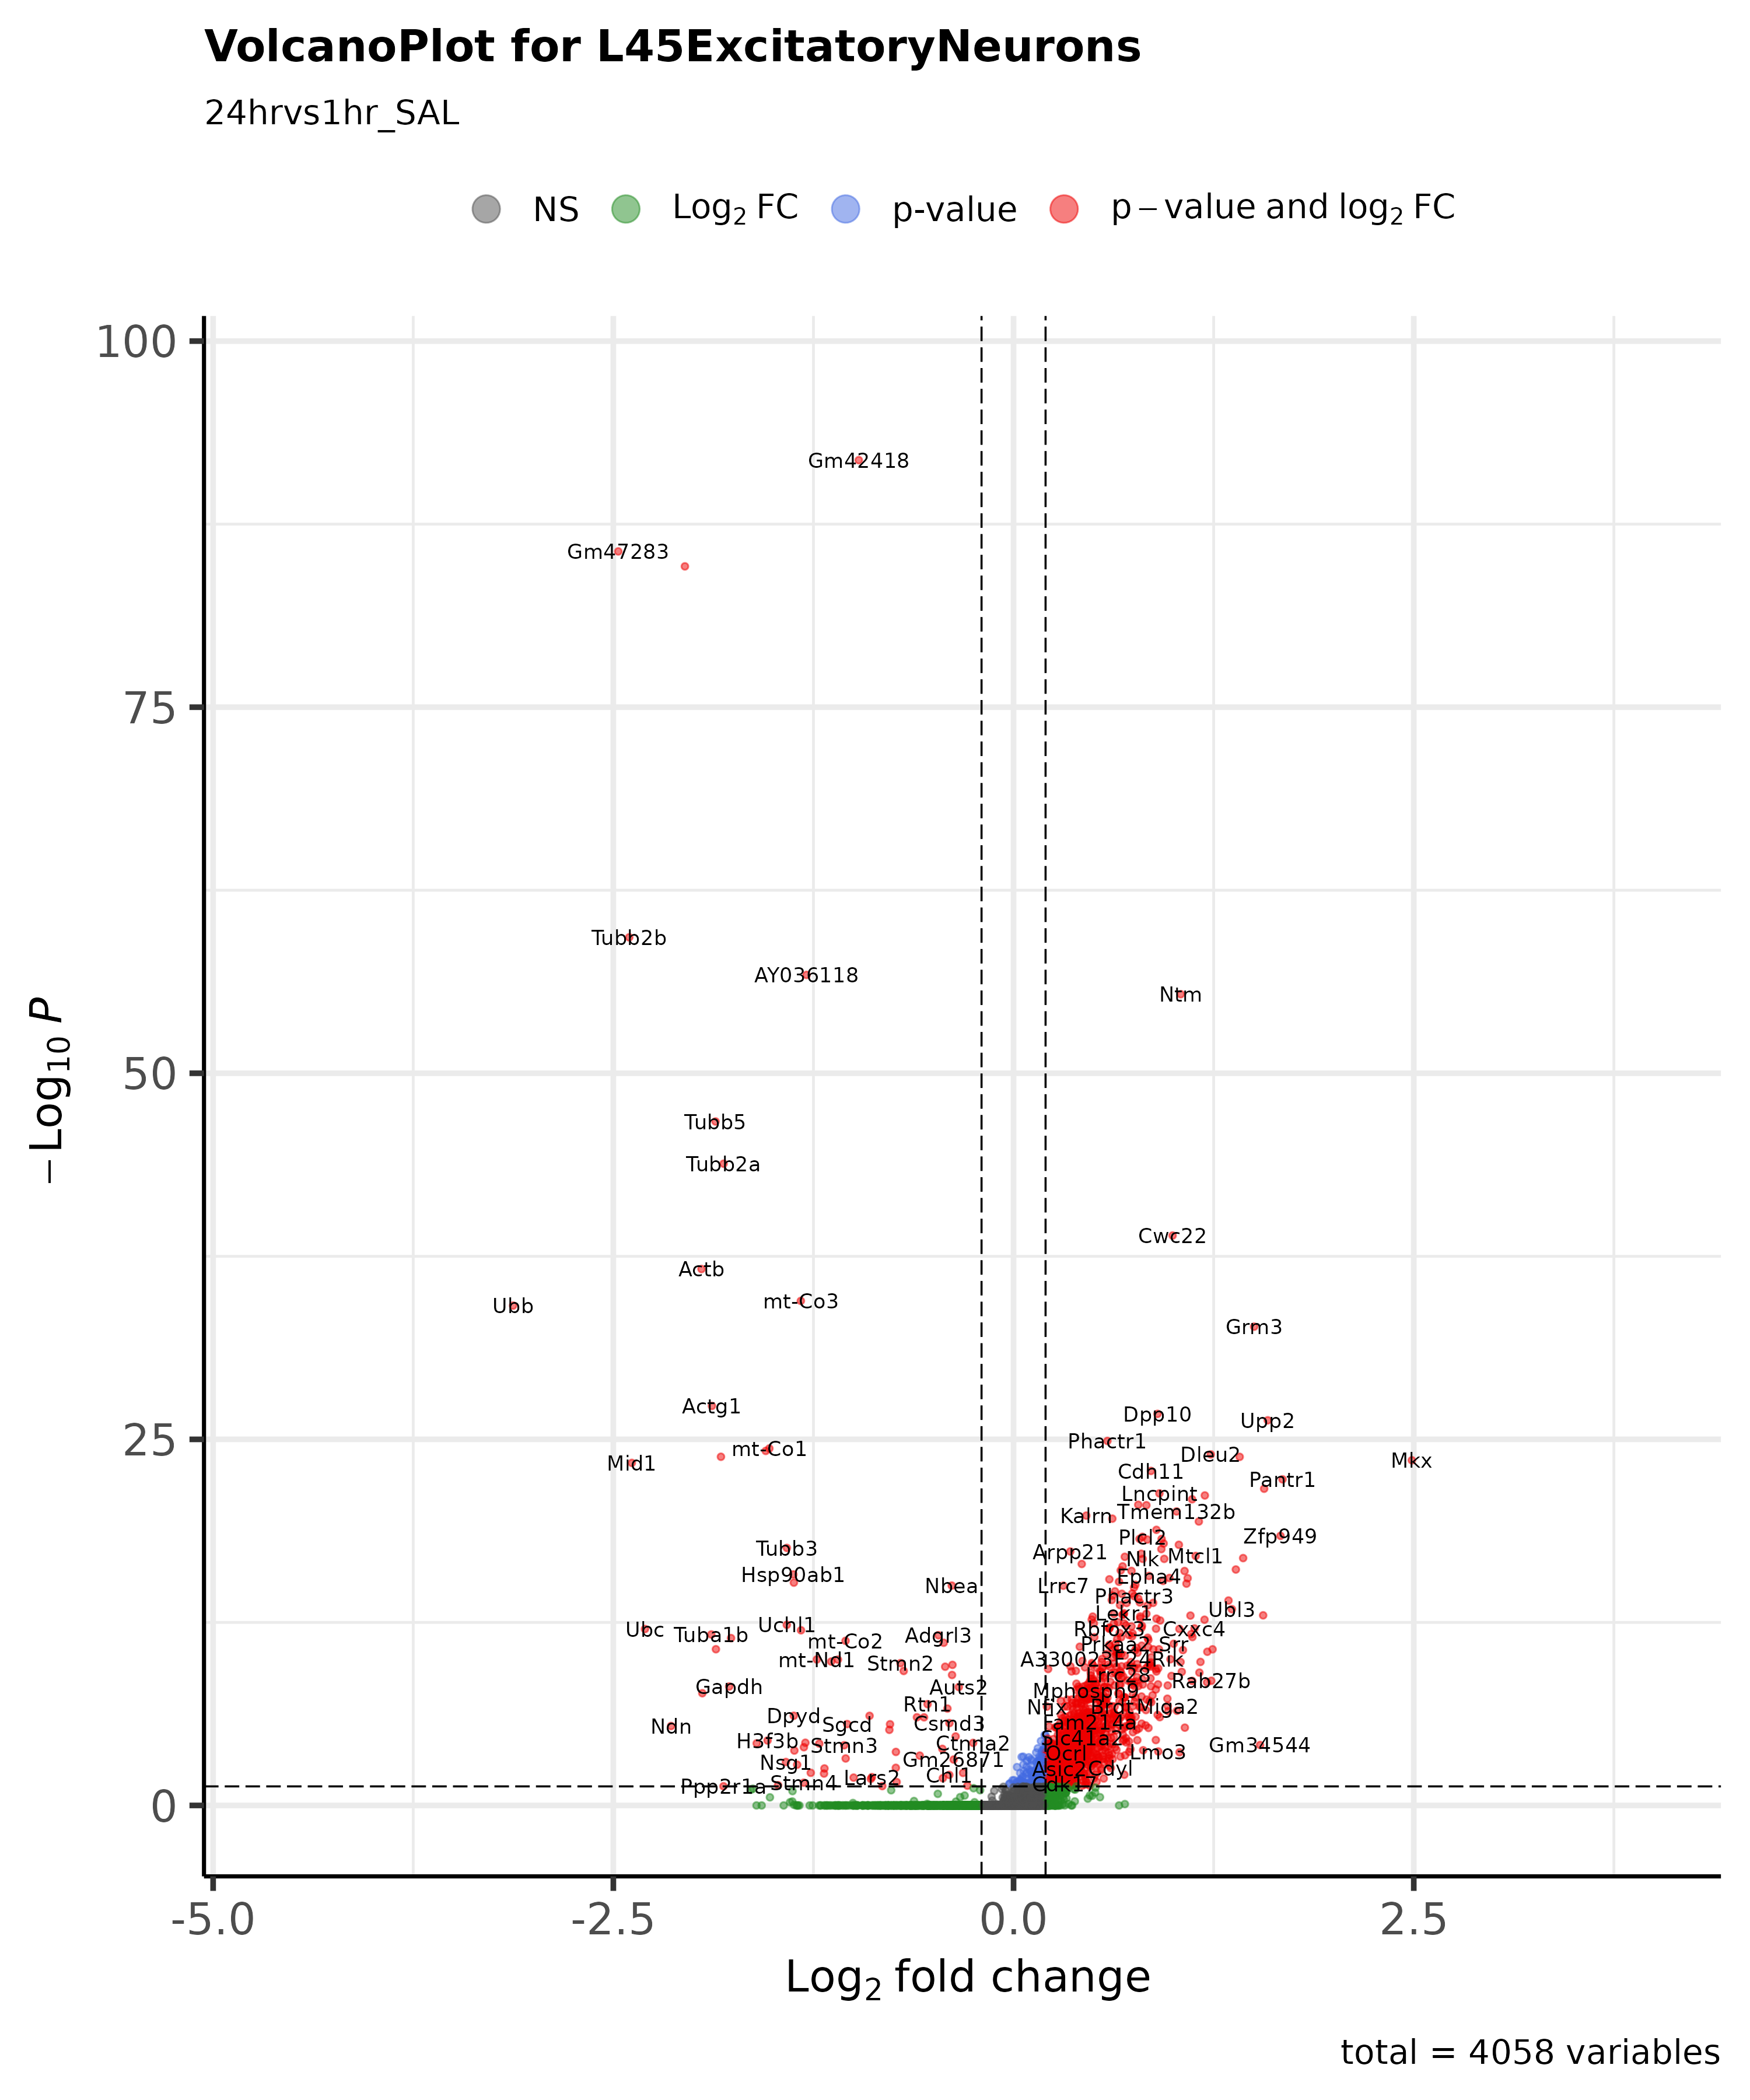 VolcanoPlot for L45ExcitatoryNeurons
24hrvs1hr_SAL
NS Log2 FC p-value p − value and log2 FC
100
75
50
25
0
−Log10 P
Gm42418
Gm47283
Tubb2b
AY036118
Ntm
Tubb5
Tubb2a
Cwc22
Actb
mt-Co3
Ubb
Grm3
Actg1
Dpp10
Upp2
Phactr1
mt-Co1
Dleu2
Mkx
Mid1
Cdh11
Pantr1
Lncpint
Tmem132b
Kalrn
Zfp949
Plcl2
Tubb3
Arpp21
Nlk
Mtcl1
Hsp90ab1
Epha4
Nbea
Lrrc7
Phactr3
Ubl3
Lekr1
Uchl1
Ubc
Rbfox3
Cxxc4
Tuba1b
Adgrl3
mt-Co2
Prkaa2
Srr
mt-Nd1
A330023F24Rik
Stmn2
Lrrc28
Rab27b
Gapdh
Auts2
Mphosph9
Rtn1
Nfix
Brdt
Miga2
Dpyd
Sgcd
Csmd3
Fam214a
Ndn
H3f3b
Stmn3
Ctnna2
Slc41a2
Gm34544
Ocrl
Lmo3
Nsg1
Gm26871
Asic2
Cdyl
Chl1
Lars2
Stmn4
Ppp2r1a
Cdk17
-5.0 -2.5 0.0 2.5
Log2 fold change
total = 4058 variables